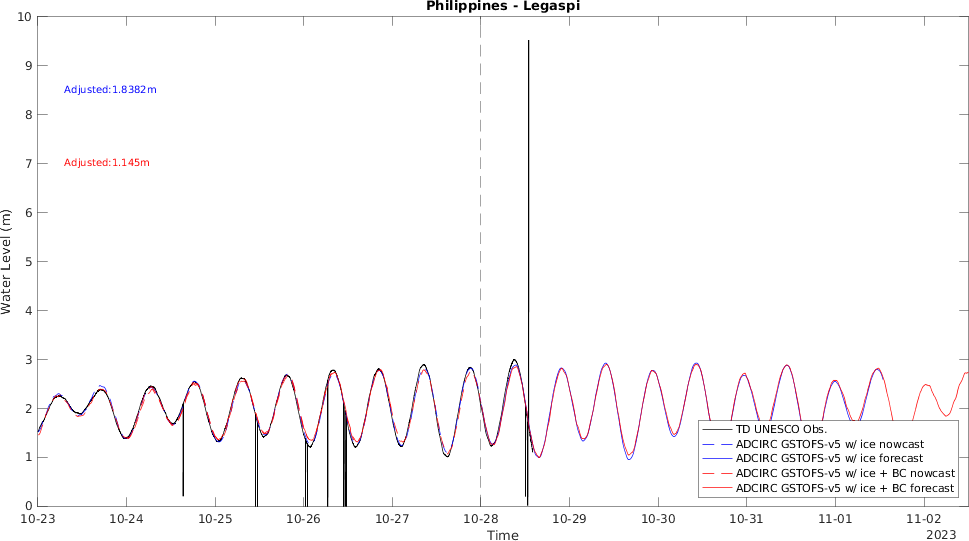 Philippines - Legaspi
10
9
8
7
6
5
4
3
2
1
0
Water Level (m)
Adjusted:1.8382m
Adjusted:1.145m
TD UNESCO Obs.
ADCIRC GSTOFS-v5 w/ ice nowcast
ADCIRC GSTOFS-v5 w/ ice forecast
ADCIRC GSTOFS-v5 w/ ice + BC nowcast
ADCIRC GSTOFS-v5 w/ ice + BC forecast
10-23 10-24 10-25 10-26 10-27 10-28 10-29 10-30 10-31 11-01 11-02
Time
2023